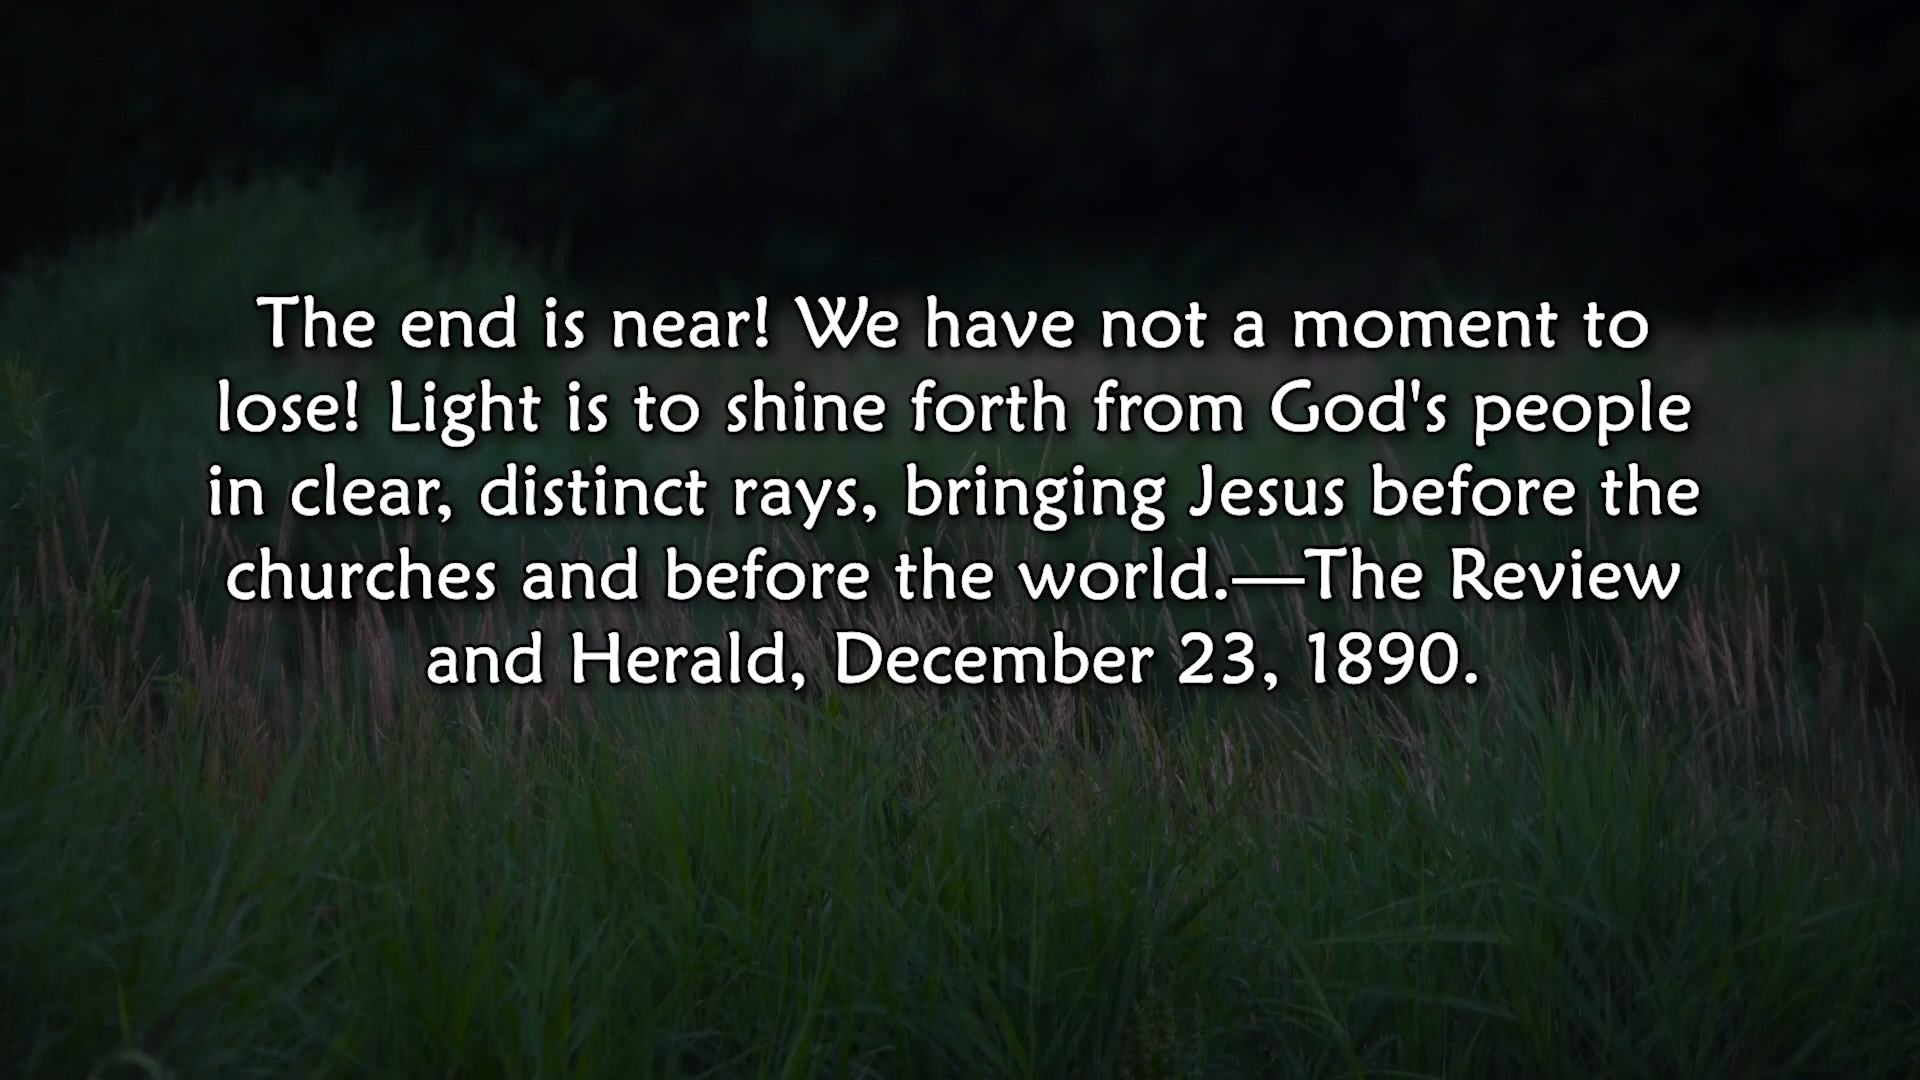 The end is near! We have not a moment to
lose! Light is to shine forth from God's people
in clear, distinct rays, bringing Jesus before the
churches and before the world.—The Review
and Herald, December 23, 1890.